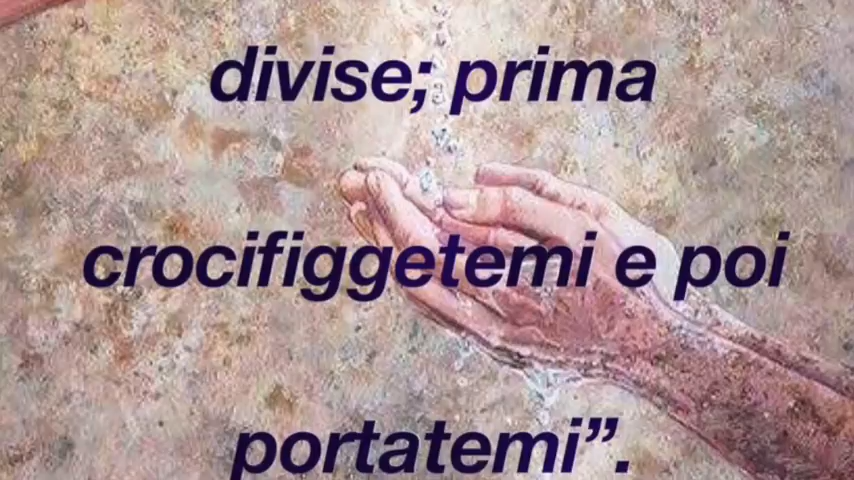 divise; prima
crocifiggetemi e poi
portatemi”.